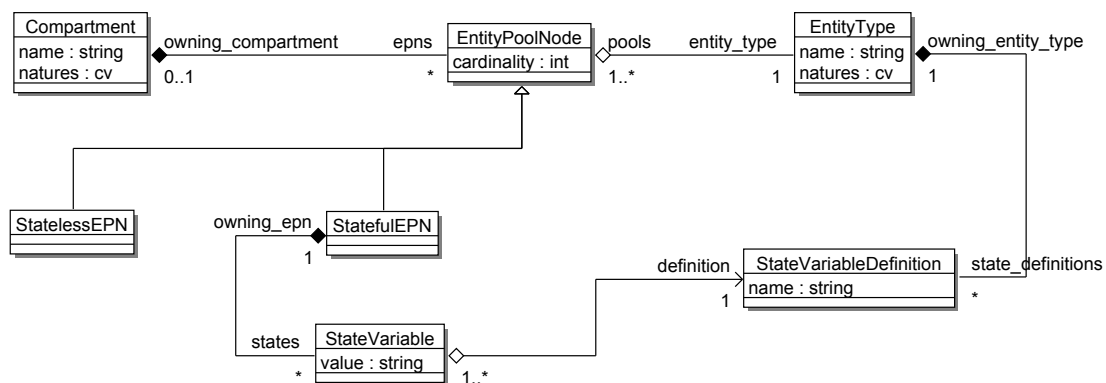 Compartment
name : string
natures : cv
owning_compartment
0..1
epns
*
EntityPoolNode
cardinality : int
pools
1..*
entity_type
1
EntityType
name : string
natures : cv
owning_entity_type
1
StatelessEPN
owning_epn
1
StatefulEPN
definition
1
StateVariableDefinition
name : string
state_definitions
*
states
*
StateVariable
value : string
1..*